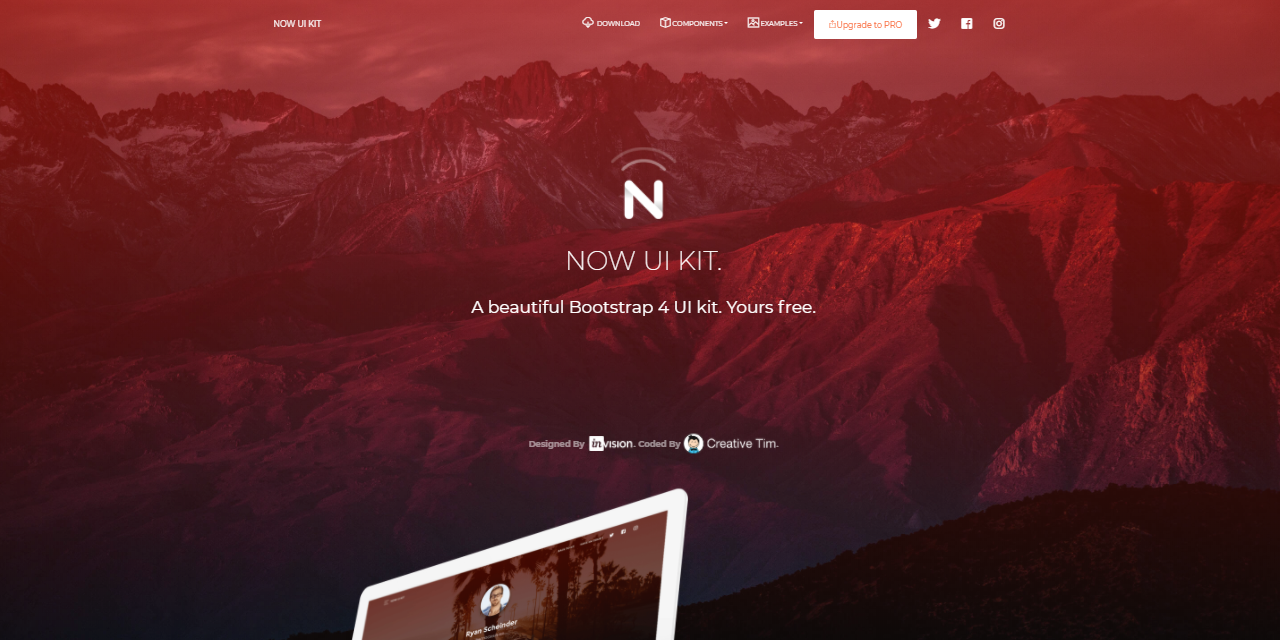 NOW UI KIT
DOWNLOAD
COMPONENTS
EXAMPLES
Upgrade to PRO
N
NOW UI KIT.
A beautiful Bootstrap 4 UI kit. Yours free.
Designed By invision. Coded By Creative Tim.
Ryan Scheinder